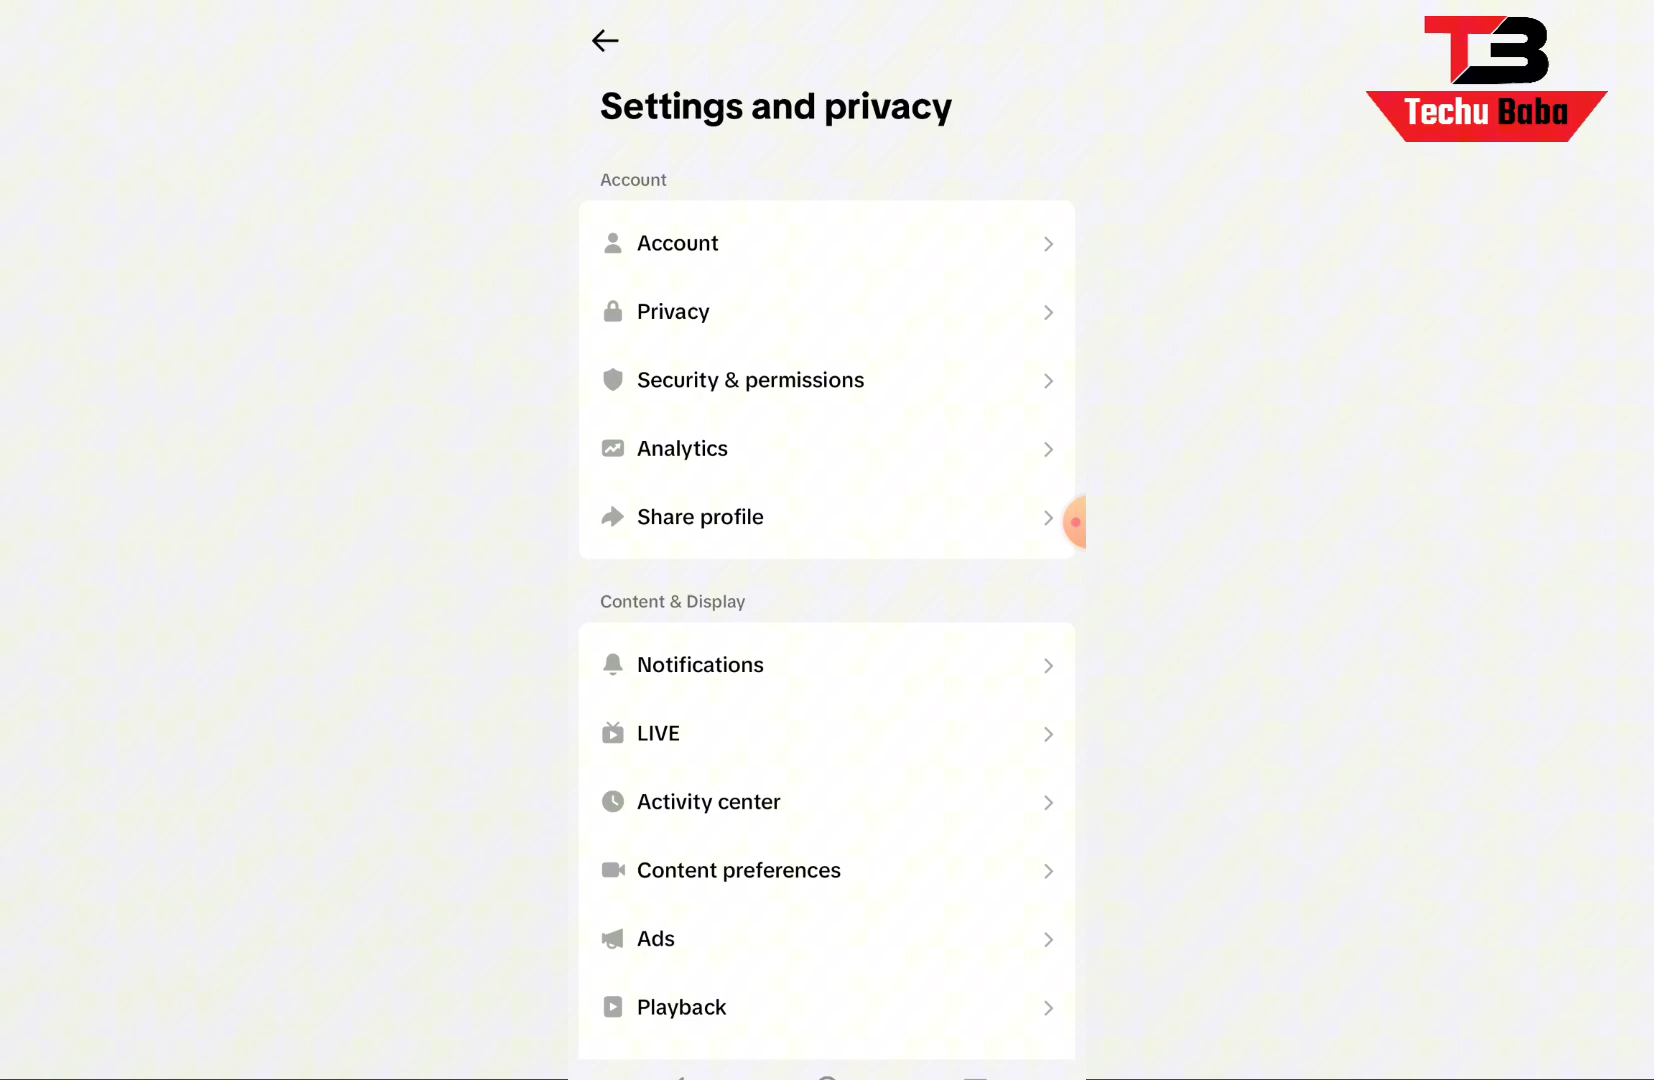 TB
Techu Baba
Settings and privacy
Account
Account
Privacy
Security & permissions
Analytics
Share profile
Content & Display
Notifications
LIVE
Activity center
Content preferences
Ads
Playback